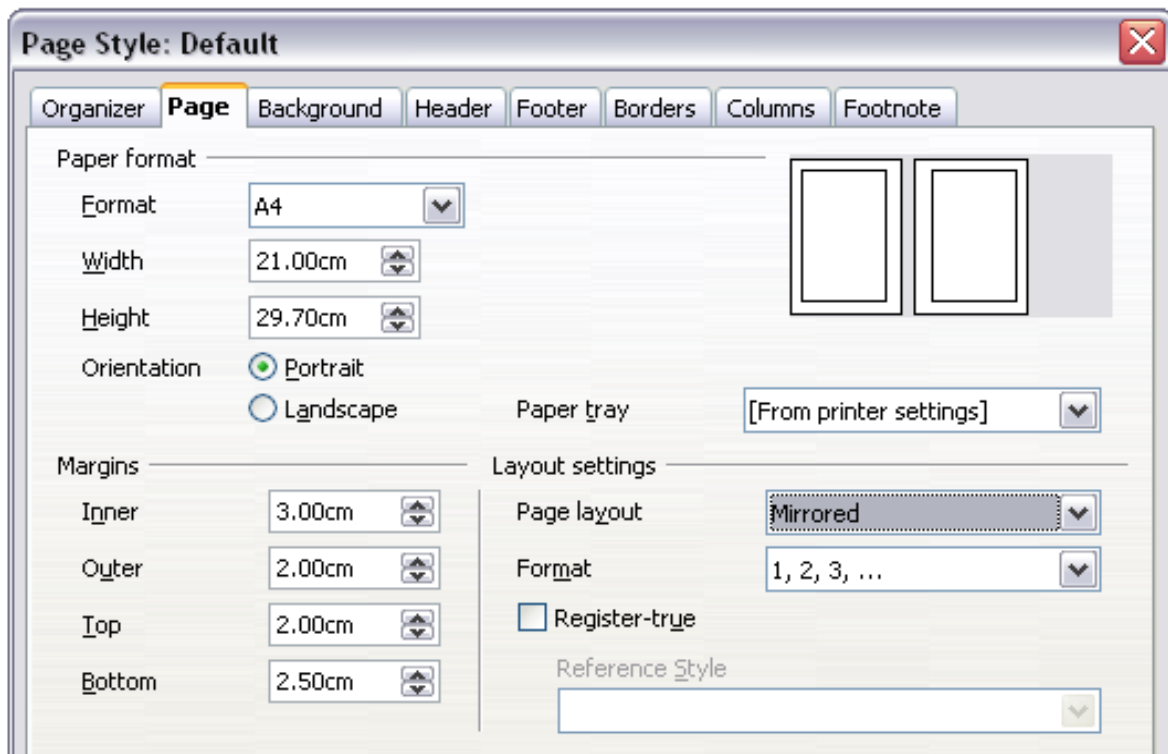 Page Style: Default
Organizer Page Background Header Footer Borders Columns Footnote
Paper format
Format A4
Width 21.00cm
Height 29.70cm
Orientation Portrait
Landscape Paper tray [From printer settings]
Margins Layout settings
Inner 3.00cm Page layout Mirrored
Outer 2.00cm Format 1, 2, 3, ...
Top 2.00cm Register-true
Reference Style
Bottom 2.50cm